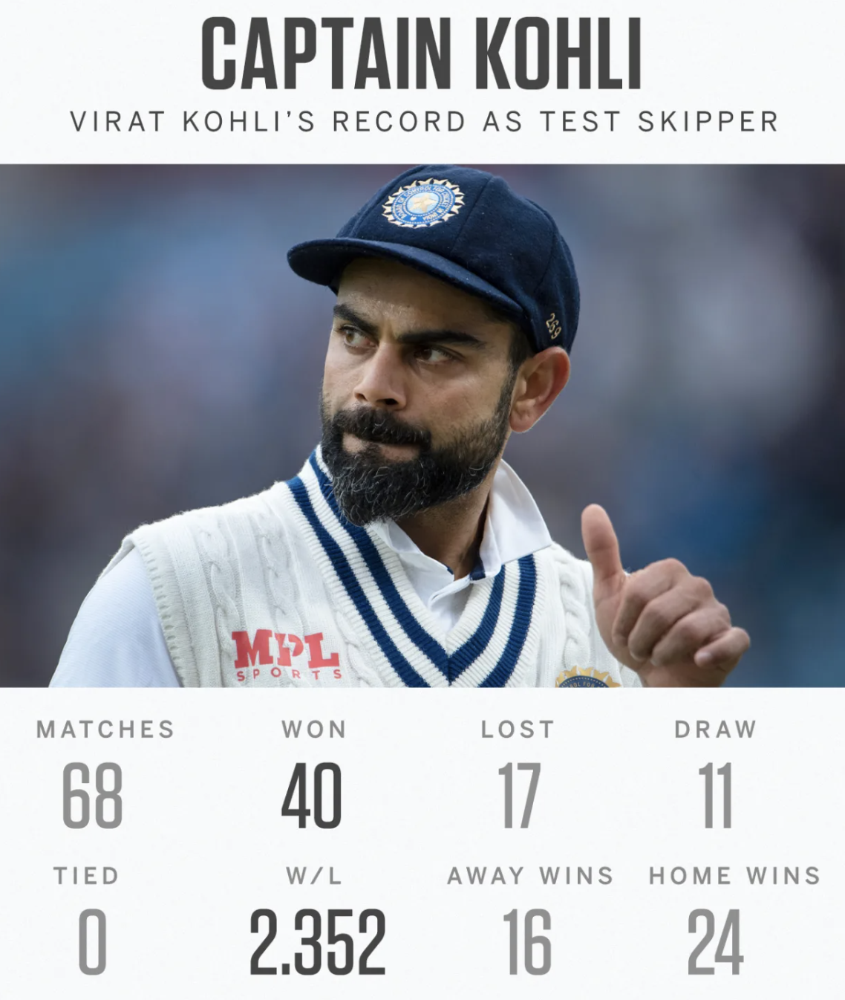 CAPTAIN KOHLI
VIRAT KOHLI'S RECORD AS TEST SKIPPER
269
MPL
SPORTS
MATCHES WON LOST DRAW
68 40 17 11
TIED W/L AWAY WINS HOME WINS
0 2.352 16 24